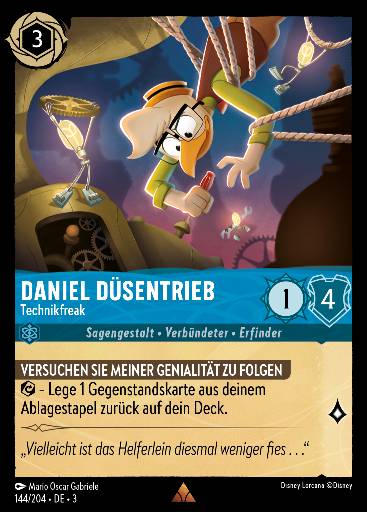 3
DANIEL DÜSENTRIEB
Technikfreak
1
4
Sagengestalt • Verbündeter • Erfinder
VERSUCHEN SIE MEINER GENIALITÄT ZU FOLGEN
- Lege 1 Gegenstandskarte aus deinem
Ablagestapel zurück auf dein Deck.
„Vielleicht ist das Helferlein diesmal weniger fies . . .“
Mario Oscar Gabriele
144/204 • DE • 3
Disney Lorcana ©Disney